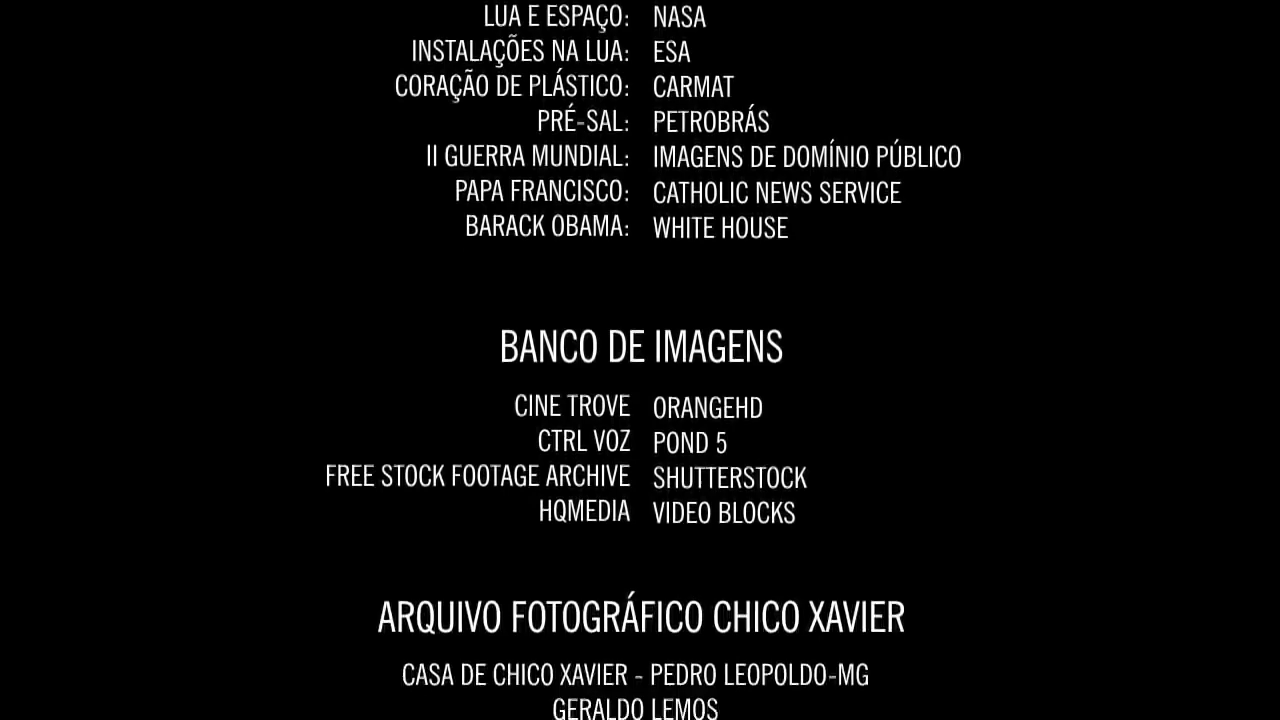 LUA E ESPAÇO: NASA
INSTALAÇÕES NA LUA: ESA
CORAÇÃO DE PLÁSTICO: CARMAT
PRÉ-SAL: PETROBRÁS
II GUERRA MUNDIAL: IMAGENS DE DOMÍNIO PÚBLICO
PAPA FRANCISCO: CATHOLIC NEWS SERVICE
BARACK OBAMA: WHITE HOUSE
BANCO DE IMAGENS
CINE TROVE ORANGEHD
CTRL VOZ POND 5
FREE STOCK FOOTAGE ARCHIVE SHUTTERSTOCK
HQMEDIA VIDEO BLOCKS
ARQUIVO FOTOGRÁFICO CHICO XAVIER
CASA DE CHICO XAVIER - PEDRO LEOPOLDO-MG
GERALDO LEMOS